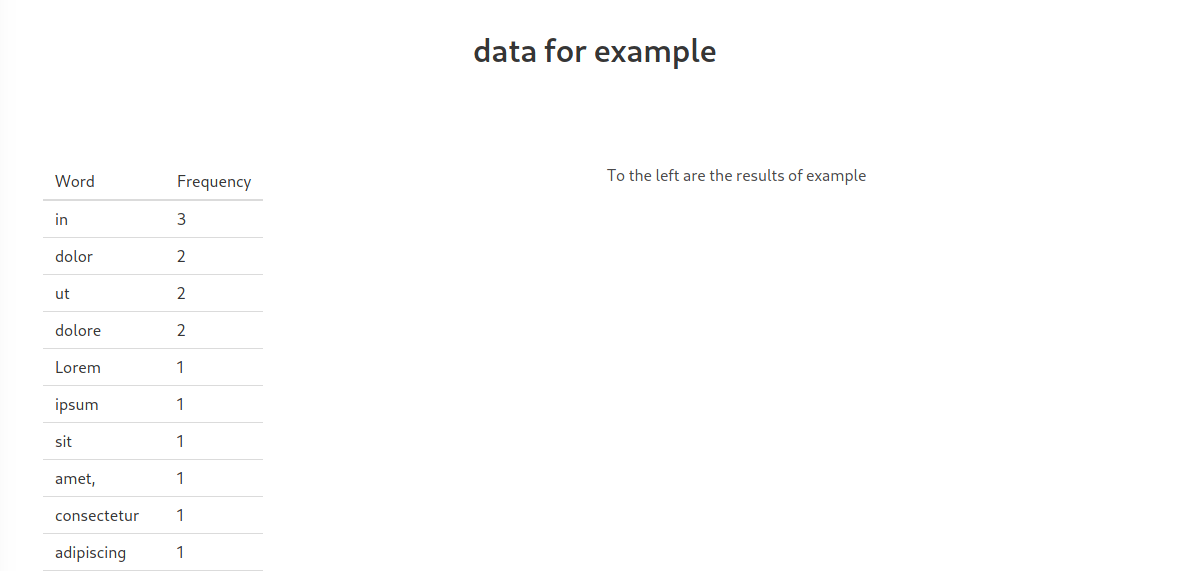 data for example
To the left are the results of example
Word Frequency
in 3
dolor 2
ut 2
dolore 2
Lorem 1
ipsum 1
sit 1
amet, 1
consectetur 1
adipiscing 1